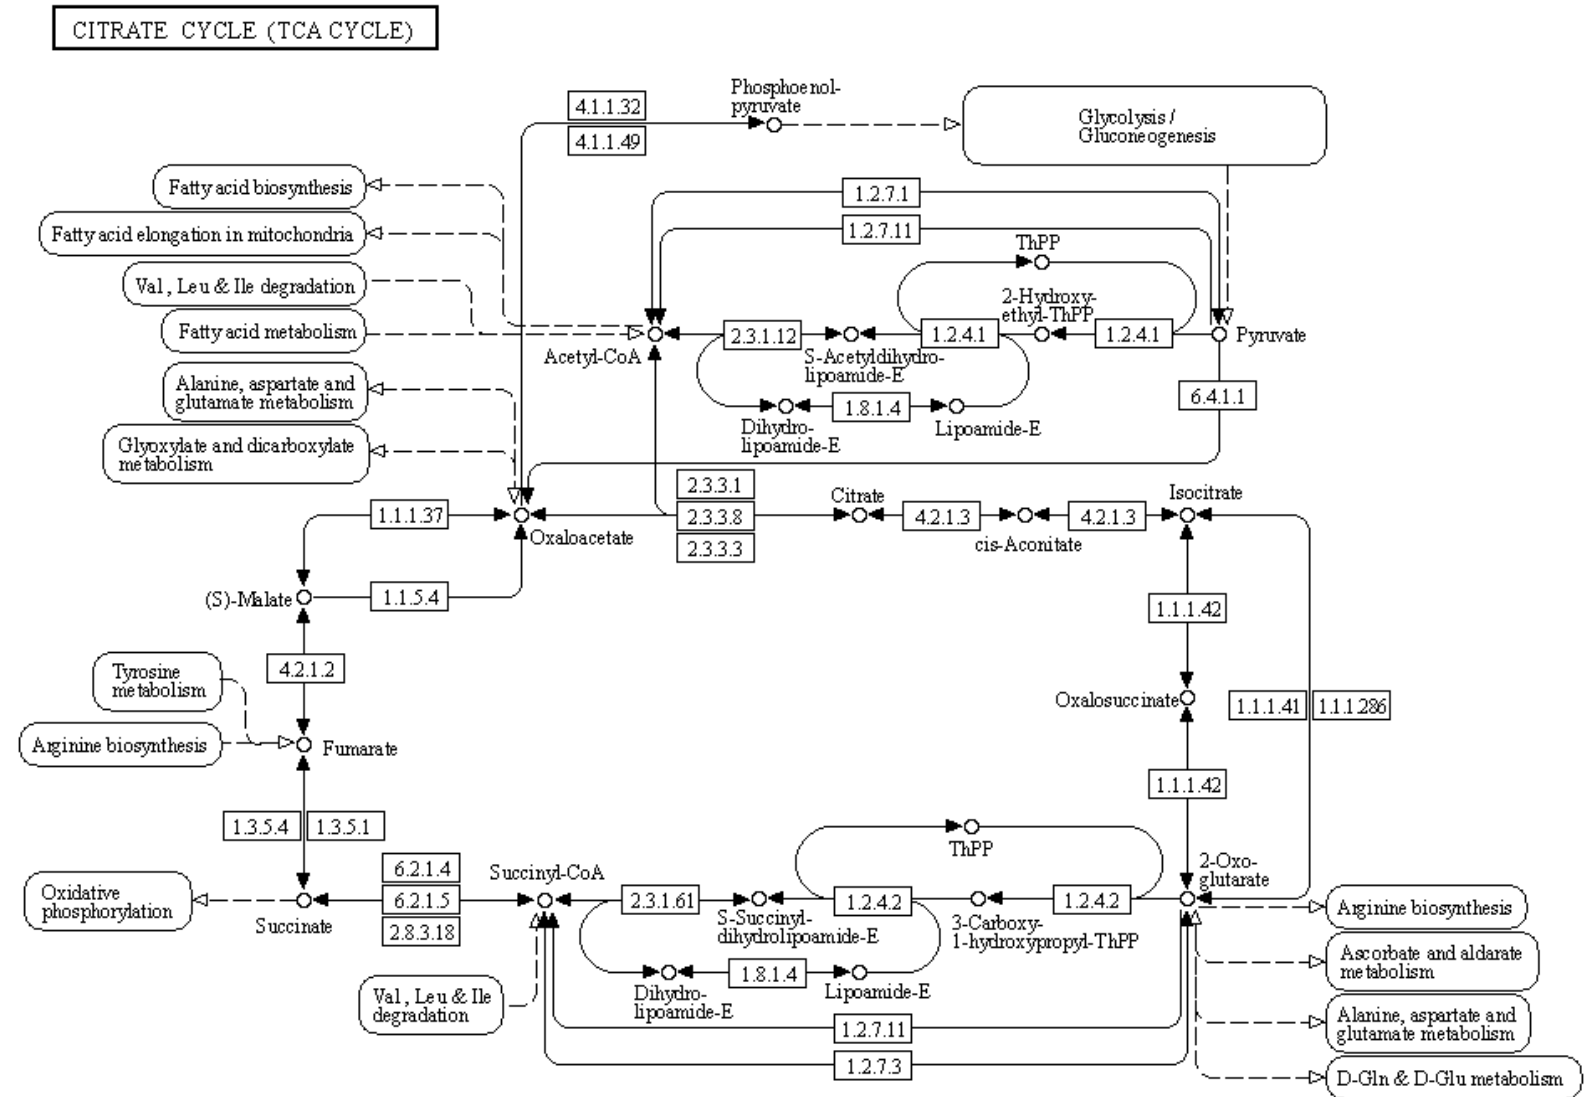 CITRATE CYCLE (TCA CYCLE)
Phosphoenol-
pyruvate
4.1.1.32
4.1.1.49
Glycolysis /
Gluconeogenesis
Fatty acid biosynthesis
Fatty acid elongation in mitochondria
Val, Leu & Ile degradation
Fatty acid metabolism
1.2.7.1
1.2.7.11
ThPP
2-Hydroxy-
ethyl-ThPP
Acetyl-CoA
2.3.1.12
S-Acetyldihydro-
lipoamide-E
1.2.4.1
1.2.4.1
Pyruvate
Alanine, aspartate and
glutamate metabolism
Dihydro-
lipoamide-E
1.8.1.4
Lipoamide-E
6.4.1.1
Glyoxylate and dicarboxylate
metabolism
1.1.1.37
Oxaloacetate
2.3.3.1
2.3.3.8
2.3.3.3
Citrate
4.2.1.3
cis-Aconitate
4.2.1.3
Isocitrate
(S)-Malate
1.1.5.4
1.1.1.42
Tyrosine
metabolism
4.2.1.2
Oxalosuccinate
1.1.1.41
1.1.1.286
Arginine biosynthesis
Fumarate
1.1.1.42
1.3.5.4
1.3.5.1
ThPP
Oxidative
phosphorylation
Succinate
6.2.1.4
6.2.1.5
2.8.3.18
Succinyl-CoA
2.3.1.61
S-Succinyl-
dihydrolipoamide-E
1.2.4.2
3-Carboxy-
1-hydroxypropyl-ThPP
1.2.4.2
2-Oxo-
glutarate
Arginine biosynthesis
Val, Leu & Ile
degradation
Dihydro-
lipoamide-E
1.8.1.4
Lipoamide-E
Ascorbate and aldarate
metabolism
1.2.7.11
Alanine, aspartate and
glutamate metabolism
1.2.7.3
D-Gln & D-Glu metabolism